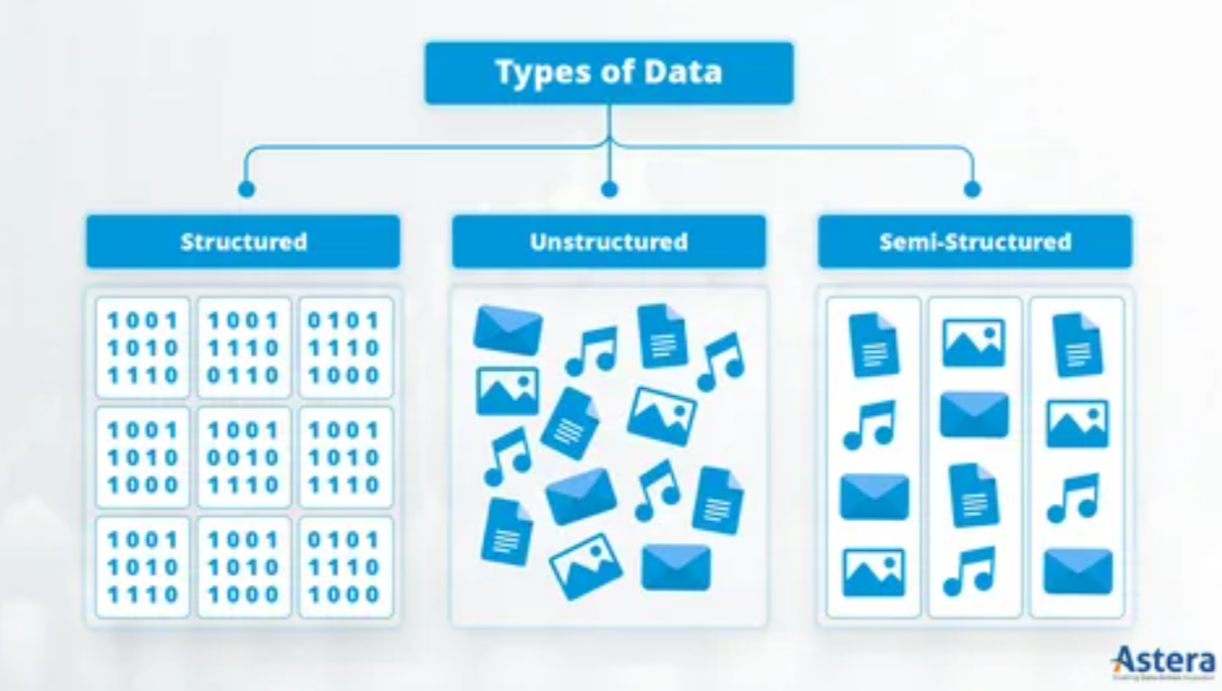 Types of Data
Structured
Unstructured
Semi-Structured
1001 1001 0101
1010 1110 1110
1110 0110 1000
1001 1001 1001
1010 0010 1010
1000 1110 1110
1001 1001 0101
1010 1010 1110
1110 1000 1000
Astera